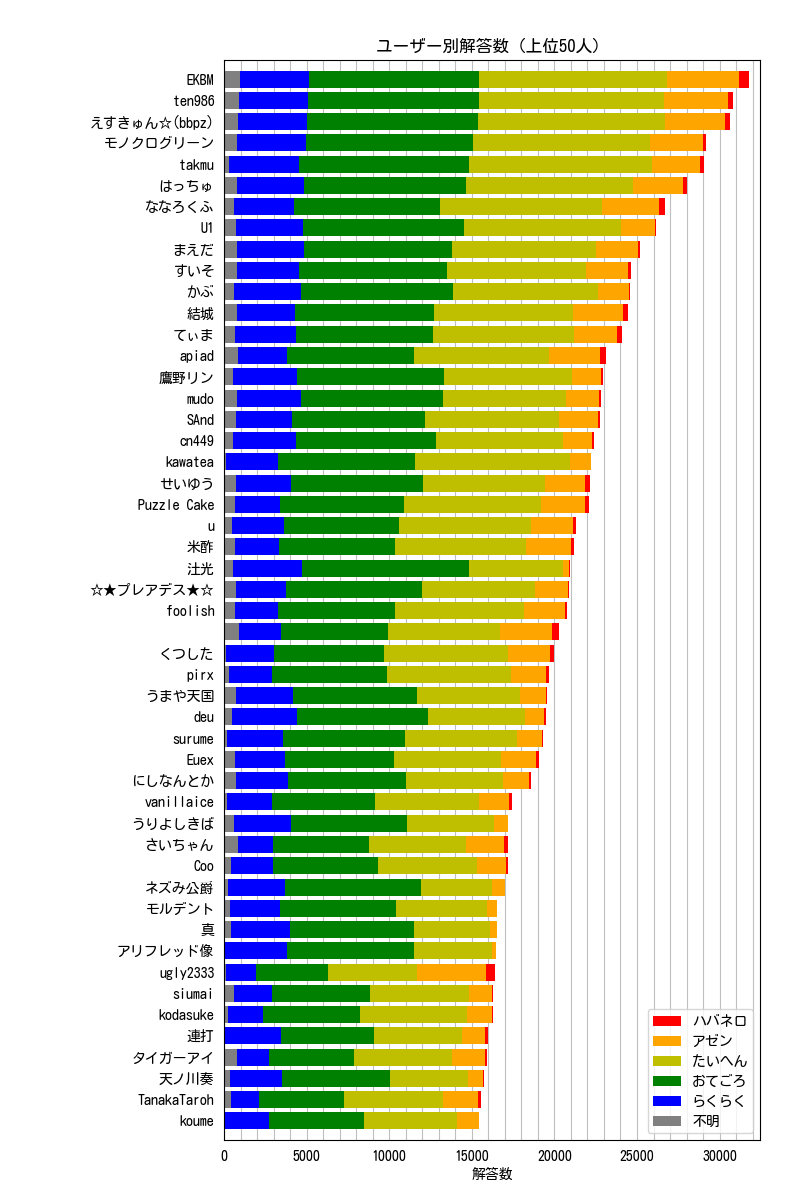 ユーザー別解答数（上位50人）
EKBM
ten986
えすきゅん☆(bbpz)
モノクログリーン
takmu
はっちゅ
ななろくふ
U1
まえだ
すいそ
かぶ
結城
てぃま
apiad
鷹野リン
mudo
SAnd
cn449
kawatea
せいゆう
Puzzle Cake
u
米酢
汢光
☆★プレアデス★☆
foolish
くつした
pirx
うまや天国
deu
surume
Euex
にしなんとか
vanillaice
うりよしきば
さいちゃん
Coo
ネズみ公爵
モルデント
真
アリフレッド像
ugly2333
siumai
kodasuke
連打
タイガーアイ
天ノ川奏
TanakaTaroh
koume
ハバネロ
アゼン
たいへん
おてごろ
らくらく
不明
0 5000 10000 15000 20000 25000 30000
解答数